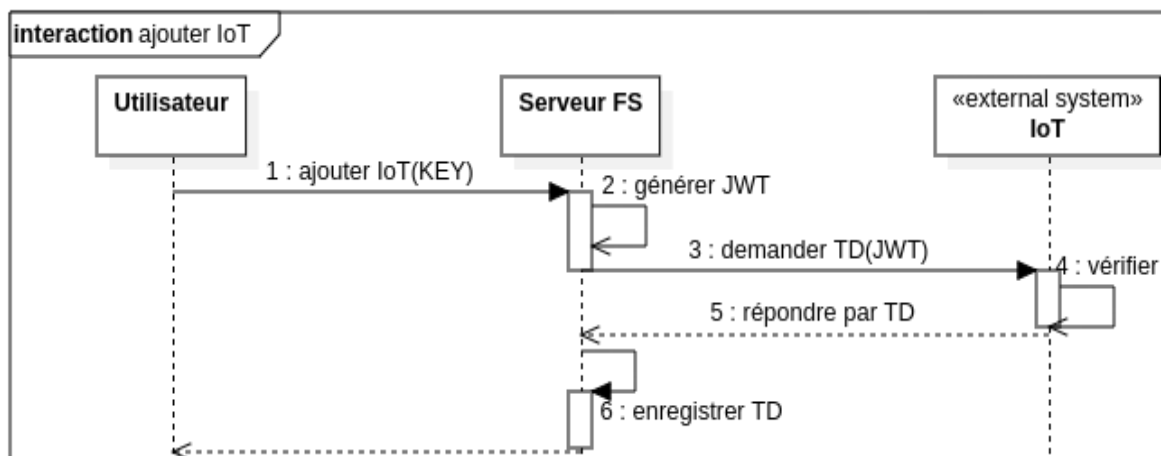 interaction ajouter IoT
Utilisateur
Serveur FS
«external system»
IoT
1 : ajouter IoT(KEY)
2 : générer JWT
3 : demander TD(JWT)
4 : vérifier
5 : répondre par TD
6 : enregistrer TD